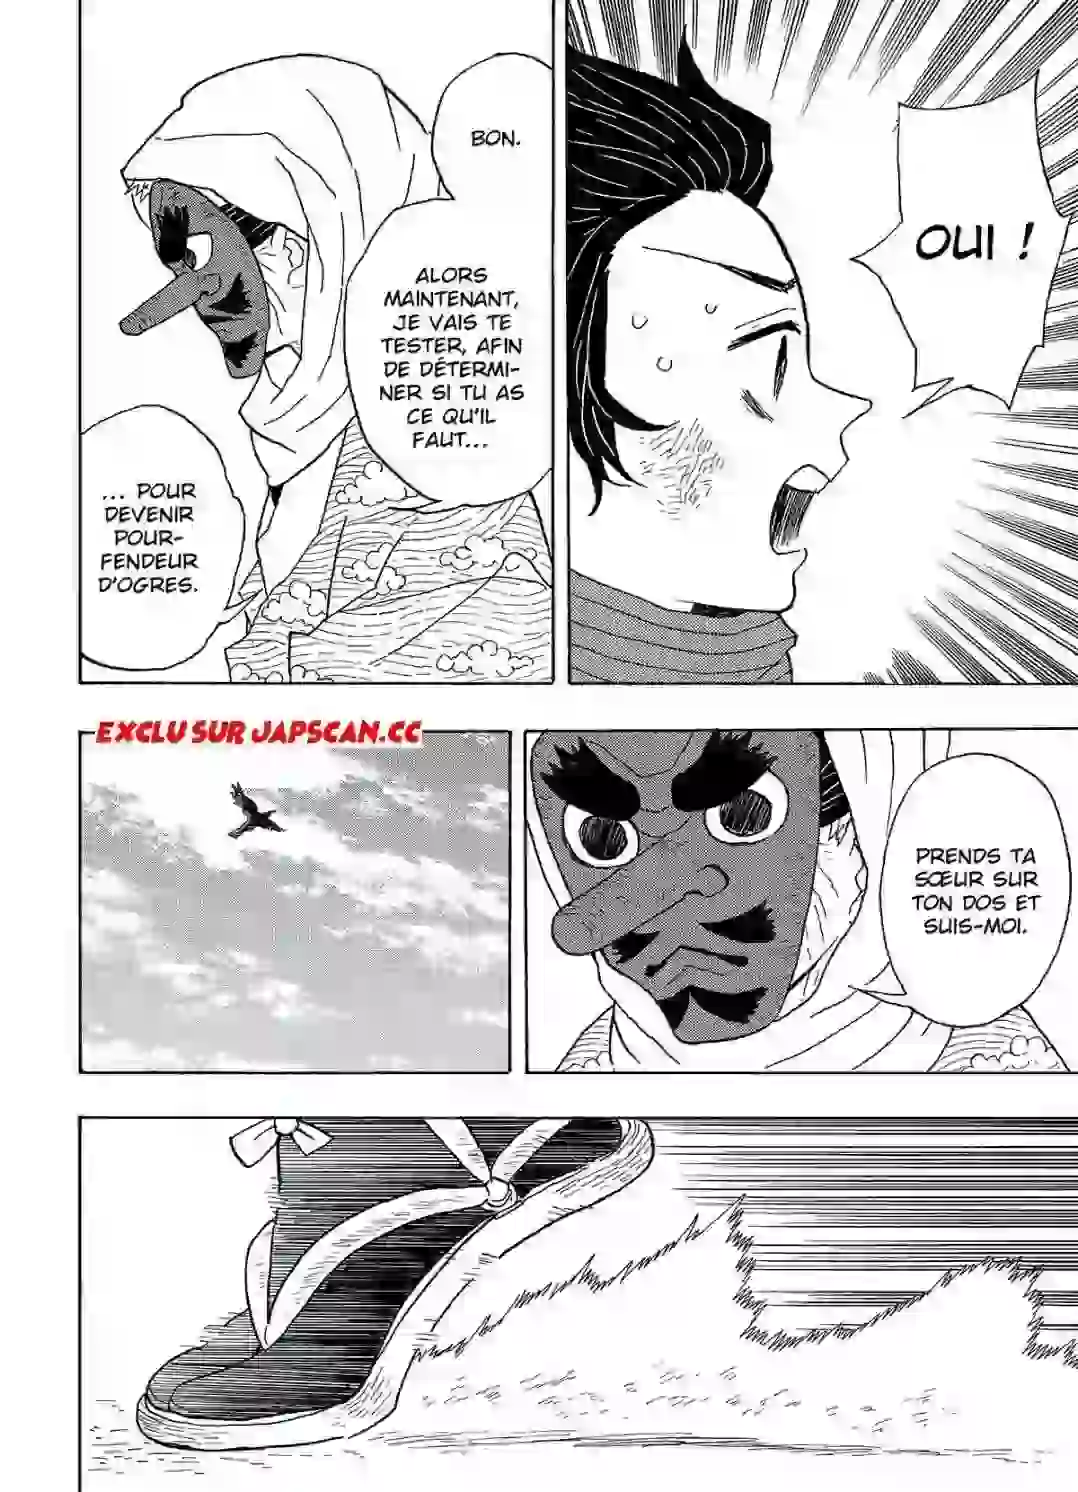 OUI !
BON.
ALORS
MAINTENANT,
JE VAIS TE
TESTER, AFIN
DE DÉTERMI-
NER SI TU AS
CE QU'IL
FAUT...
... POUR
DEVENIR
POUR-
FENDEUR
D'OGRES.
EXCLU SUR JAPSCAN.CC
PRENDS TA
SŒUR SUR
TON DOS ET
SUIS-MOI.